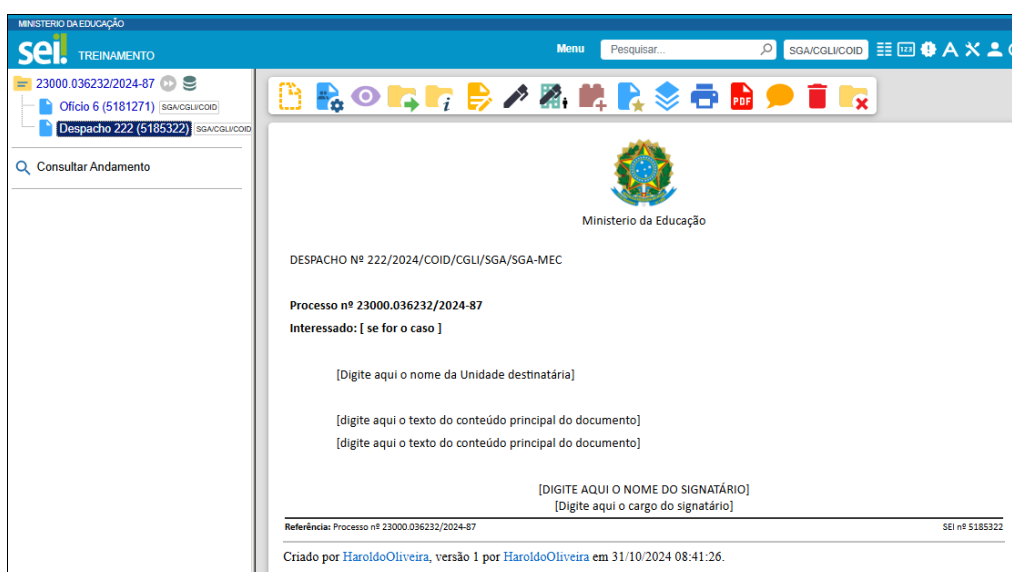 MINISTERIO DA EDUCAÇÃO
sei! TREINAMENTO
Menu
Pesquisar...
SGA/CGLI/COID
123
23000.036232/2024-87
Ofício 6 (5181271) SGA/CGLI/COID
Despacho 222 (5185322) SGA/CGLI/COID
Consultar Andamento
PDF
Ministerio da Educação
DESPACHO Nº 222/2024/COID/CGLI/SGA/SGA-MEC
Processo nº 23000.036232/2024-87
Interessado: [ se for o caso ]
[Digite aqui o nome da Unidade destinatária]
[digite aqui o texto do conteúdo principal do documento]
[digite aqui o texto do conteúdo principal do documento]
[DIGITE AQUI O NOME DO SIGNATÁRIO]
[Digite aqui o cargo do signatário]
Referência: Processo nº 23000.036232/2024-87 SEI nº 5185322
Criado por HaroldoOliveira, versão 1 por HaroldoOliveira em 31/10/2024 08:41:26.